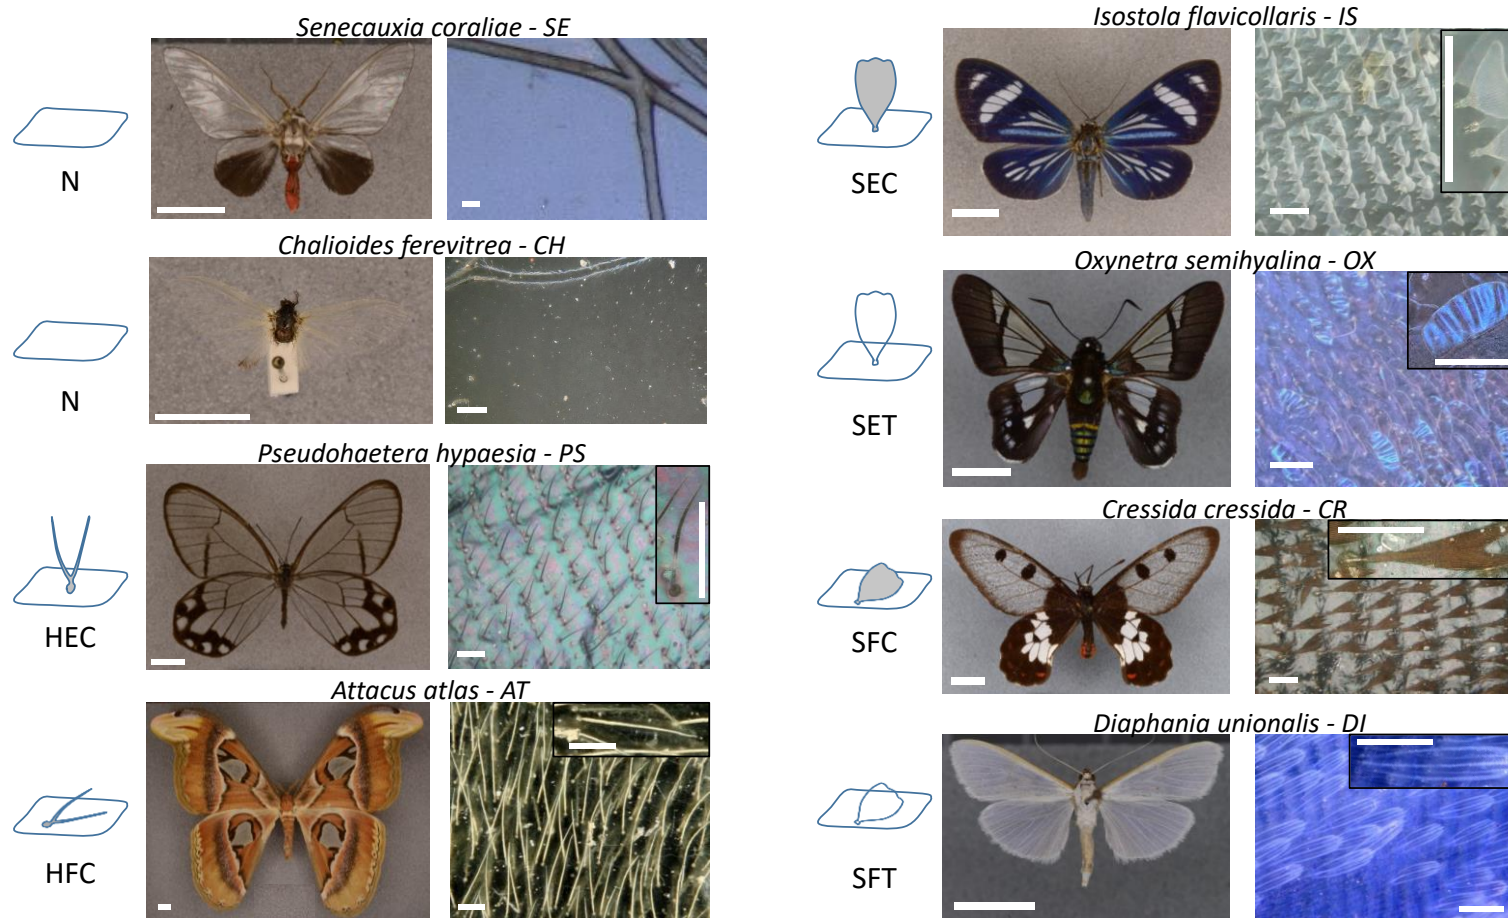 Senecauxia coraliae - SE
N
Chalioides ferevitrea - CH
N
Pseudohaetera hypaesia - PS
HEC
Attacus atlas - AT
HFC
Isostola flavicollaris - IS
SEC
Oxynetra semihyalina - OX
SET
Cressida cressida - CR
SFC
Diaphania unionalis - DI
SFT